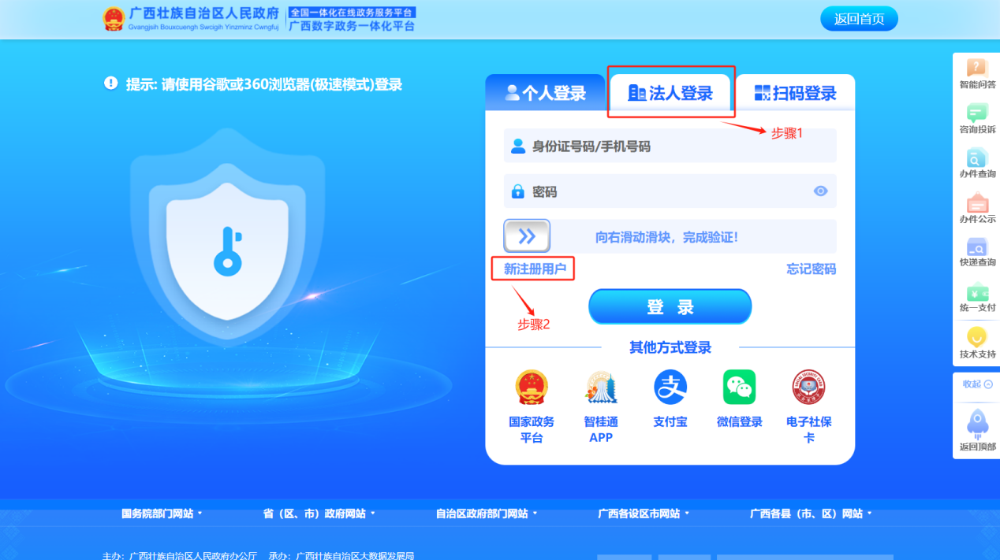 广西壮族自治区人民政府
Gvangjsih Bouxcuengh Swcigih Yinzminz Cwngfuj
全国一体化在线政务服务平台
广西数字政务一体化平台
返回首页
提示: 请使用谷歌或360浏览器(极速模式)登录
个人登录
法人登录
扫码登录
步骤1
身份证号码/手机号码
密码
向右滑动滑块，完成验证！
新注册用户
忘记密码
步骤2
登 录
其他方式登录
国家政务
平台
智桂通
APP
支付宝
微信登录
电子社保
卡
智能问答
咨询投诉
办件查询
办件公示
快递查询
统一支付
技术支持
收起
返回顶部
国务院部门网站
省（区、市）政府网站
自治区政府部门网站
广西各设区市网站
广西各县（市、区）网站
主办：广西壮族自治区人民政府办公厅 承办：广西壮族自治区大数据发展局